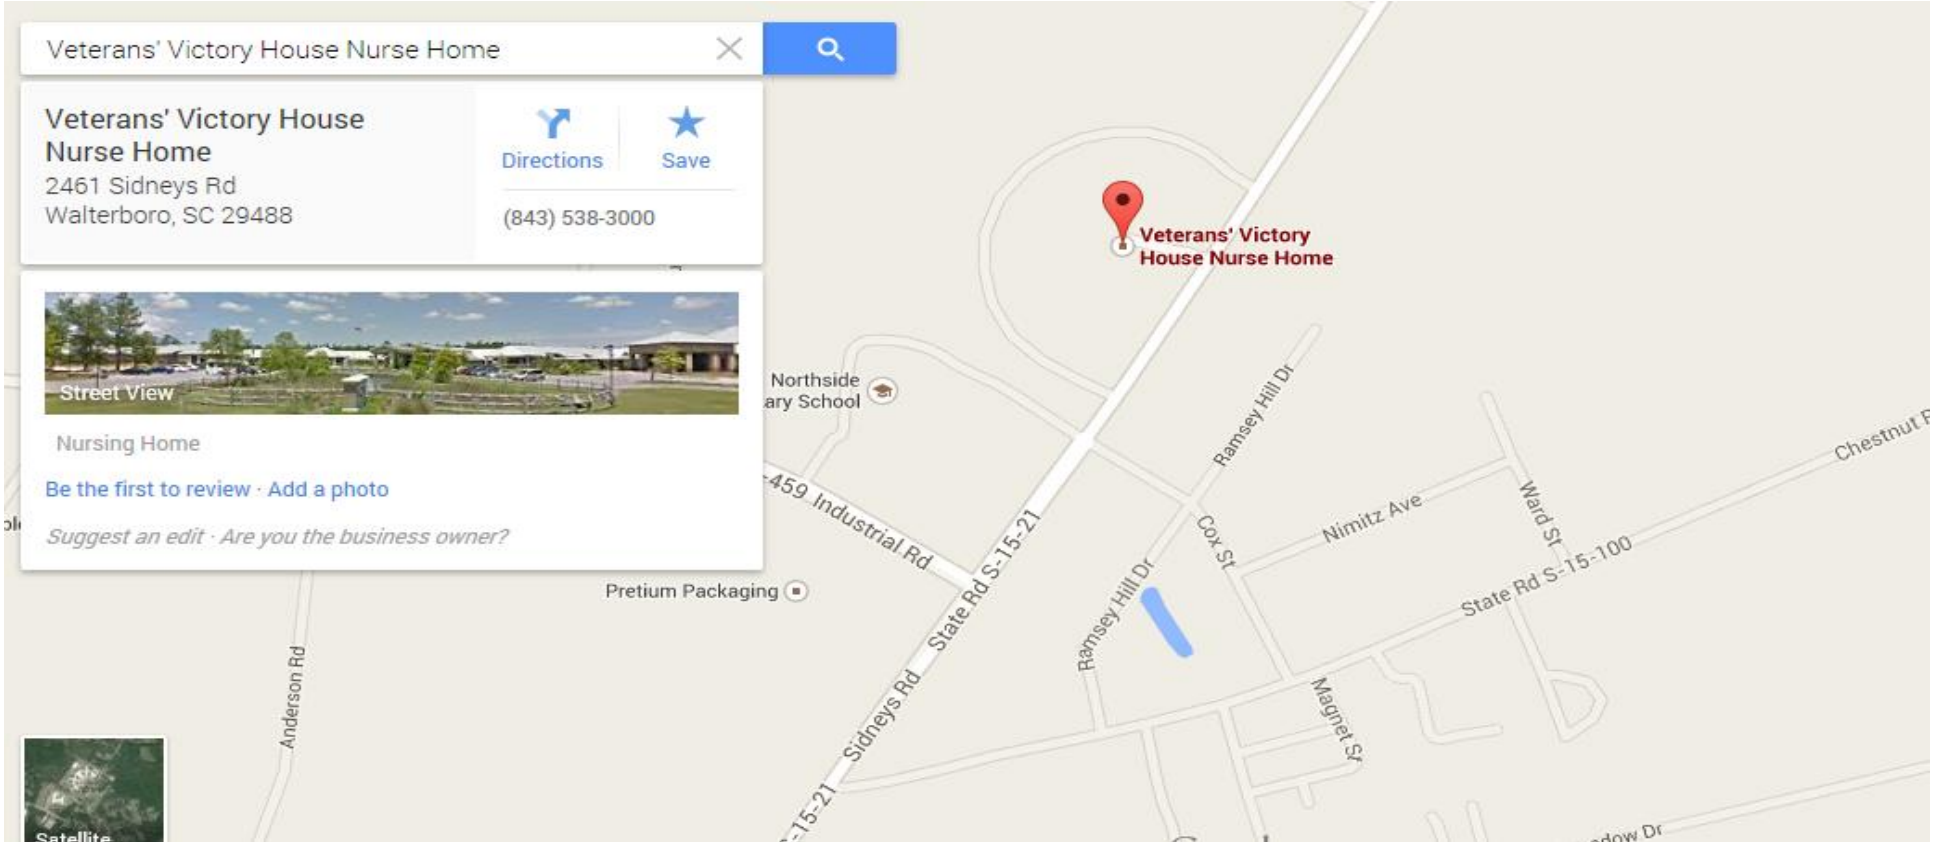 Veterans' Victory House Nurse Home
Veterans' Victory House
Nurse Home
2461 Sidneys Rd
Walterboro, SC 29488
Directions
Save
(843) 538-3000
Street View
Nursing Home
Be the first to review · Add a photo
Suggest an edit · Are you the business owner?
Veterans' Victory
House Nurse Home
Northside
ary School
-459 Industrial Rd
Pretium Packaging
State Rd S-15-21
Sidneys Rd
-15-21
Anderson Rd
Ramsey Hill Dr
Ramsey Hill Dr
Cox St
Nimitz Ave
Ward St
Chestnut
State Rd S-15-100
Magnet St
Dr
Satellite